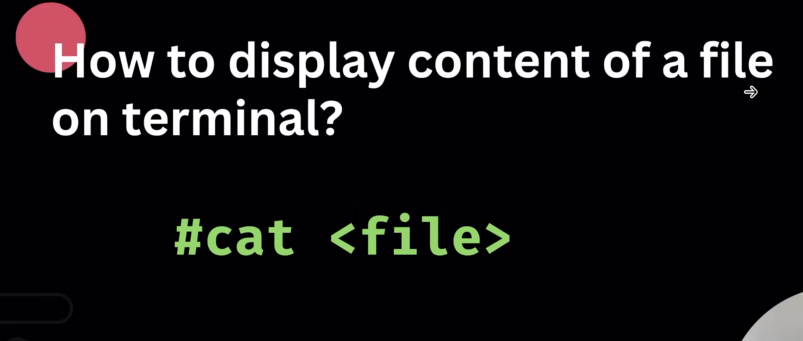 How to display content of a file
on terminal?
#cat <file>